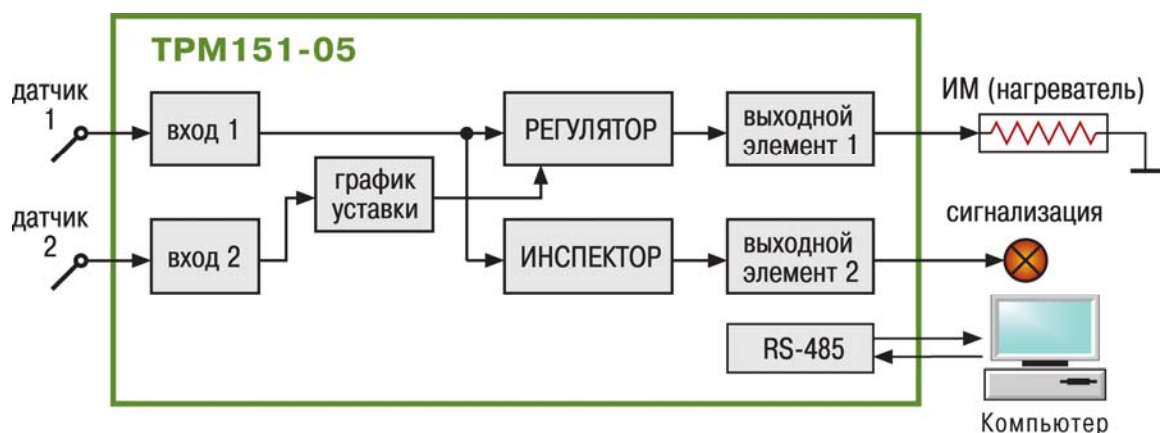 ТРМ151-05
датчик
1
вход 1
РЕГУЛЯТОР
выходной
элемент 1
ИМ (нагреватель)
график
уставки
датчик
2
вход 2
ИНСПЕКТОР
выходной
элемент 2
сигнализация
RS-485
Компьютер